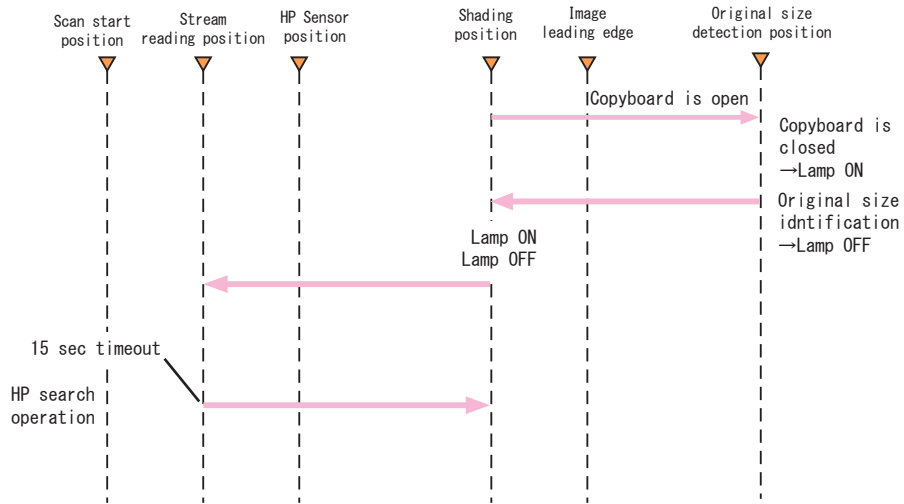 Scan start
position
Stream
reading position
HP Sensor
position
Shading
position
Image
leading edge
Original size
detection position
Copyboard is open
Copyboard is
closed
→Lamp ON
Original size
idntification
→Lamp OFF
Lamp ON
Lamp OFF
15 sec timeout
HP search
operation